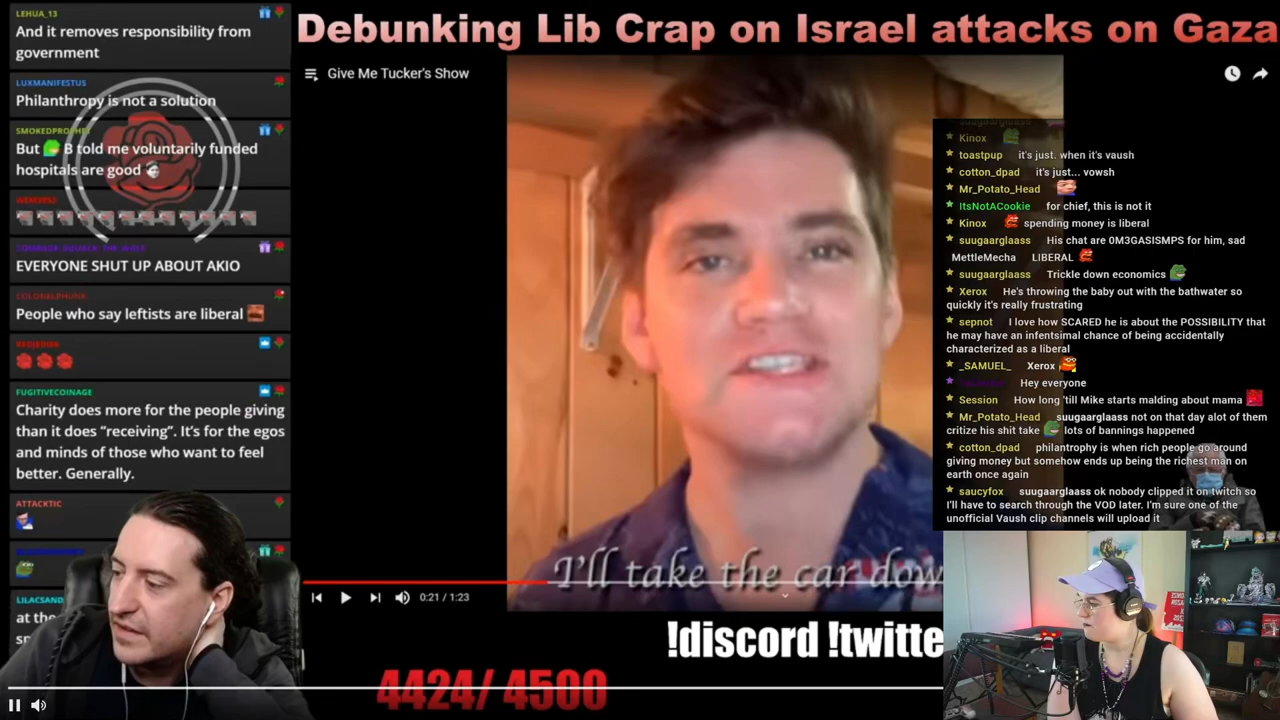 Debunking Lib Crap on Israel attacks on Gaza
LEHUA_13
And it removes responsibility from
government
LUXMANIFESTUS
Philanthropy is not a solution
But B told me voluntarily funded
hospitals are good
EVERYONE SHUT UP ABOUT AKIO
COLONELPHUNK
People who say leftists are liberal
FUGITIVECOINAGE
Charity does more for the people giving
than it does “receiving”. It’s for the egos
and minds of those who want to feel
better. Generally.
ATTACKTIC
at the
Give Me Tucker's Show
I'll take the car dow
0:21 / 1:23
!discord !twitte
4424/ 4500
suugaarglaass
Kinox
toastpup it's just. when it's vaush
cotton_dpad it's just... vowsh
Mr_Potato_Head
ItsNotACookie for chief, this is not it
Kinox spending money is liberal
suugaarglaass His chat are 0M3GASISMPS for him, sad
MettleMecha LIBERAL
suugaarglaass Trickle down economics
Xerox He's throwing the baby out with the bathwater so
quickly it's really frustrating
sepnot I love how SCARED he is about the POSSIBILITY that
he may have an infentsimal chance of being accidentally
characterized as a liberal
_SAMUEL_ Xerox
Hey everyone
Session How long 'till Mike starts malding about mama
Mr_Potato_Head suugaarglaass not on that day alot of them
critize his shit take lots of bannings happened
cotton_dpad philantrophy is when rich people go around
giving money but somehow ends up being the richest man on
earth once again
saucyfox suugaarglaass ok nobody clipped it on twitch so
I'll have to search through the VOD later. I'm sure one of the
unofficial Vaush clip channels will upload it